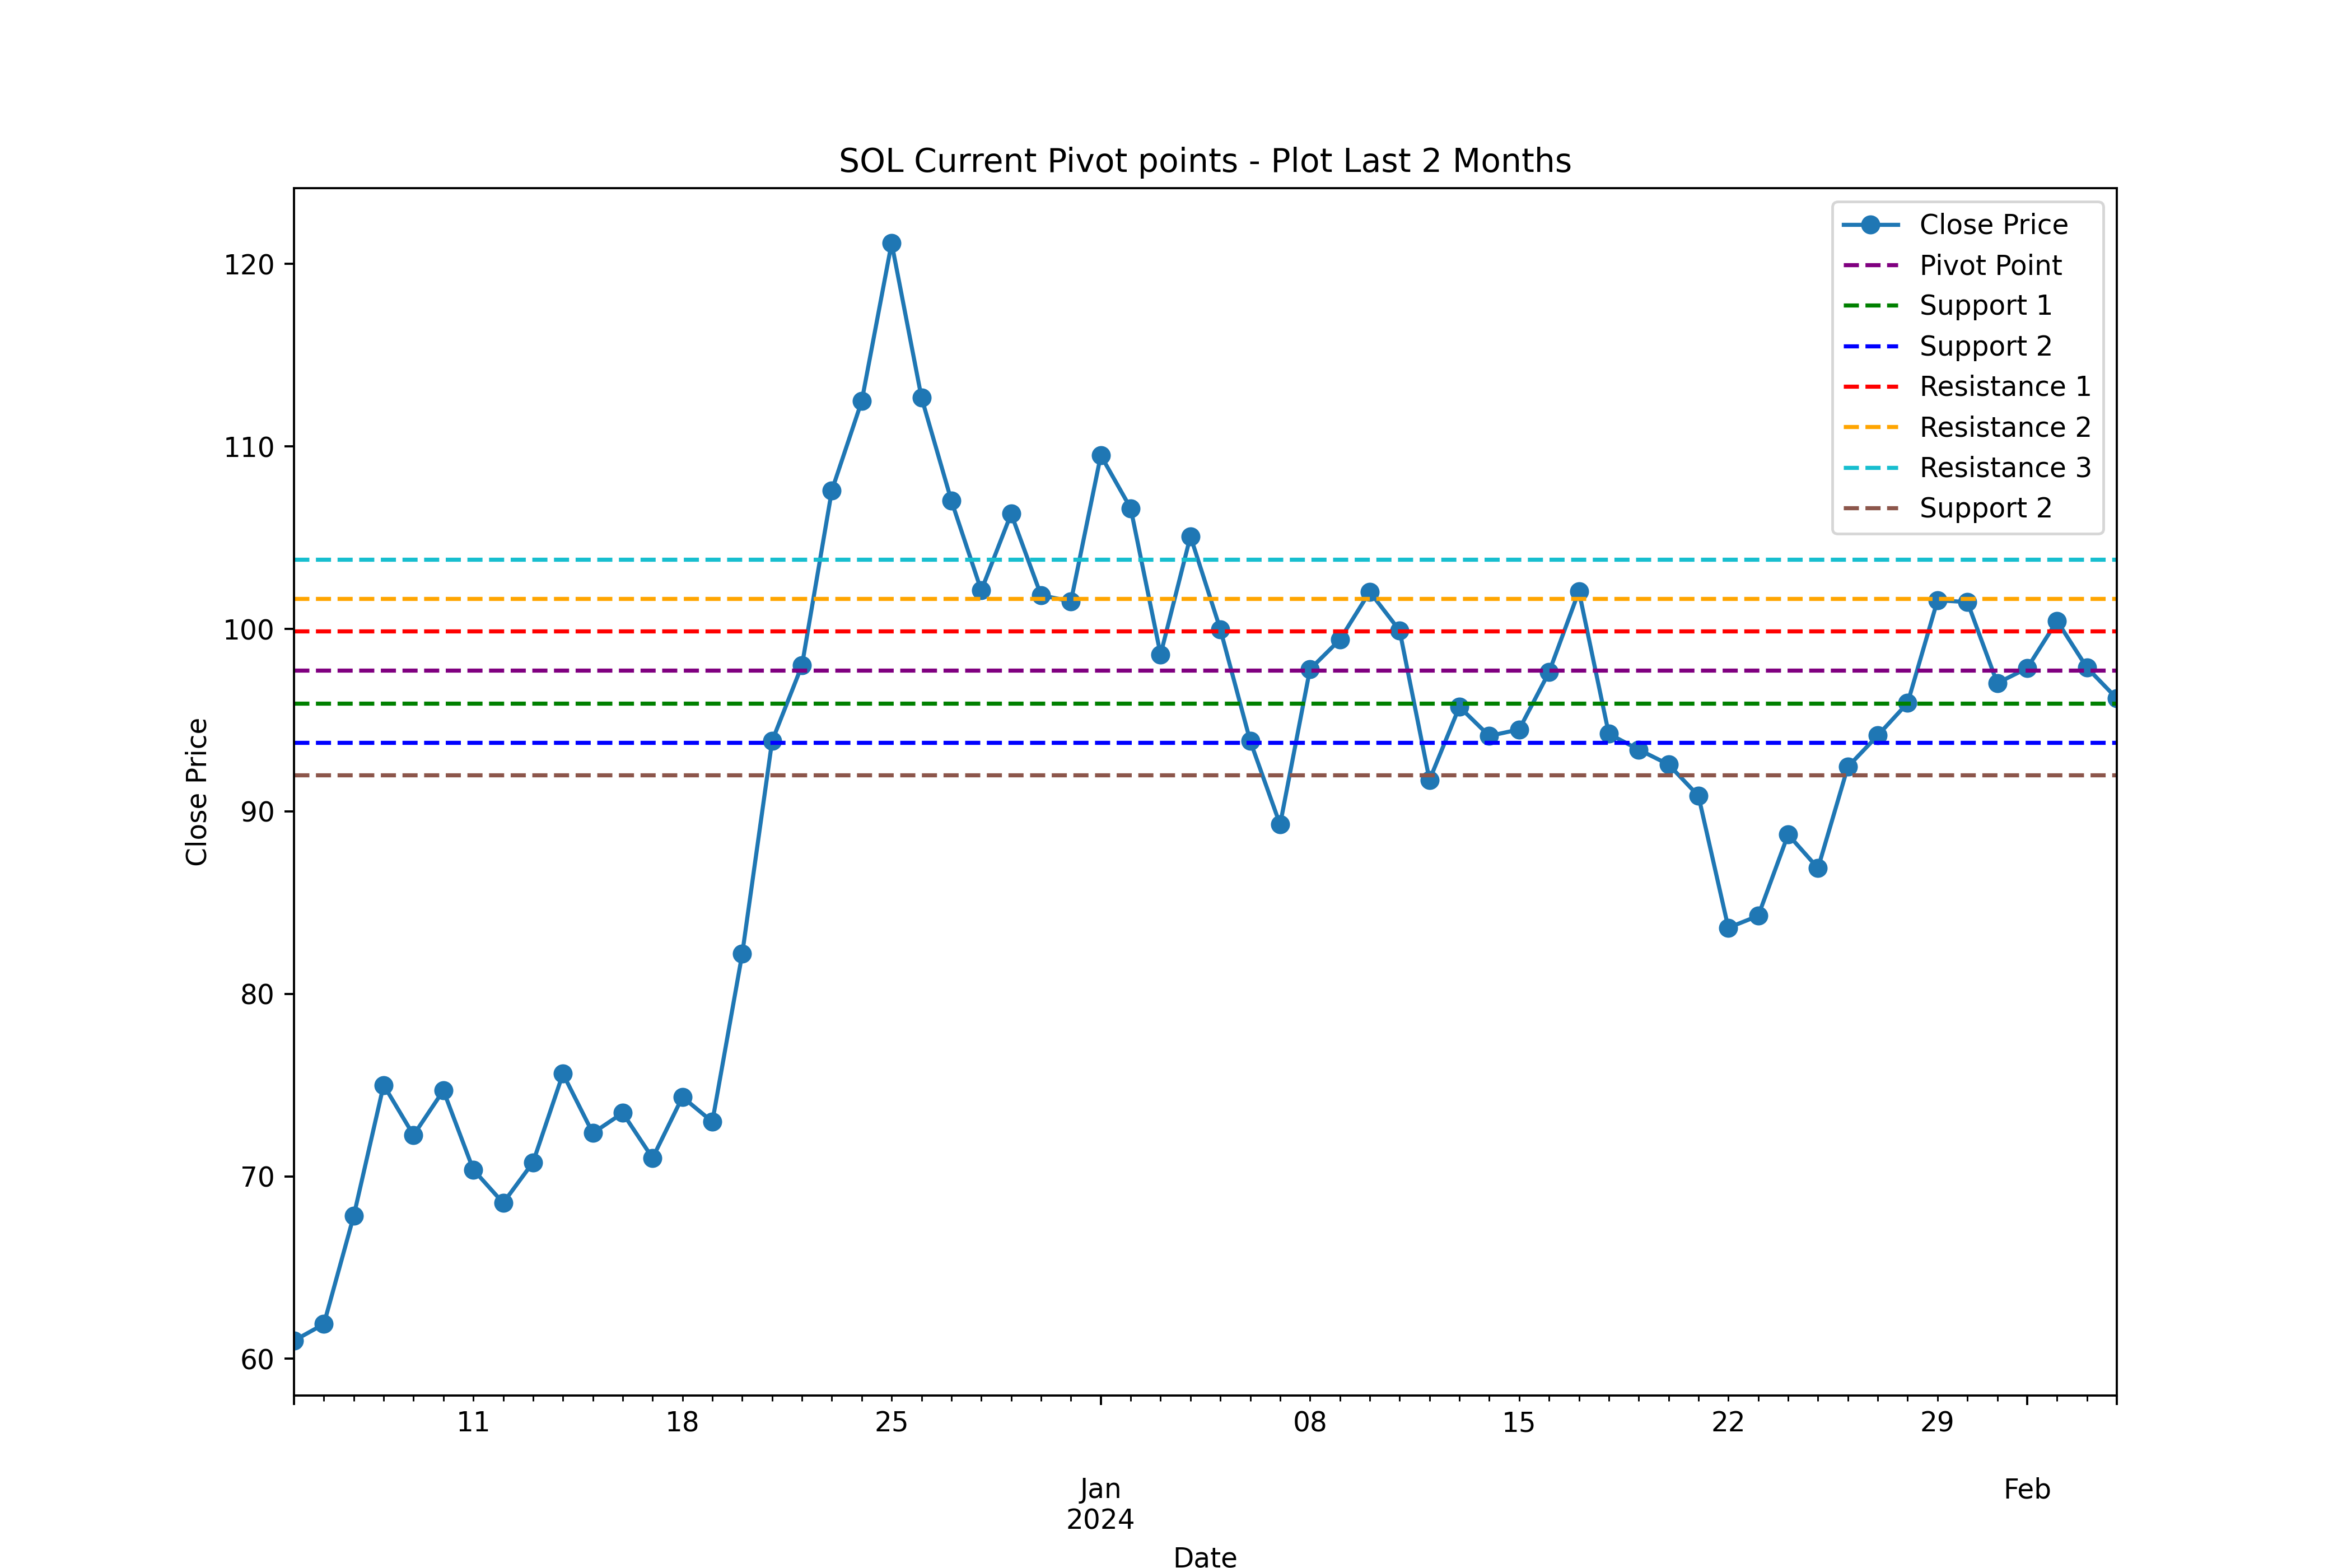 SOL Current Pivot points - Plot Last 2 Months
Close Price
Pivot Point
Support 1
Support 2
Resistance 1
Resistance 2
Resistance 3
Support 2
120
110
100
90
80
70
60
Close Price
11
18
25
08
15
22
29
Jan
2024
Feb
Date